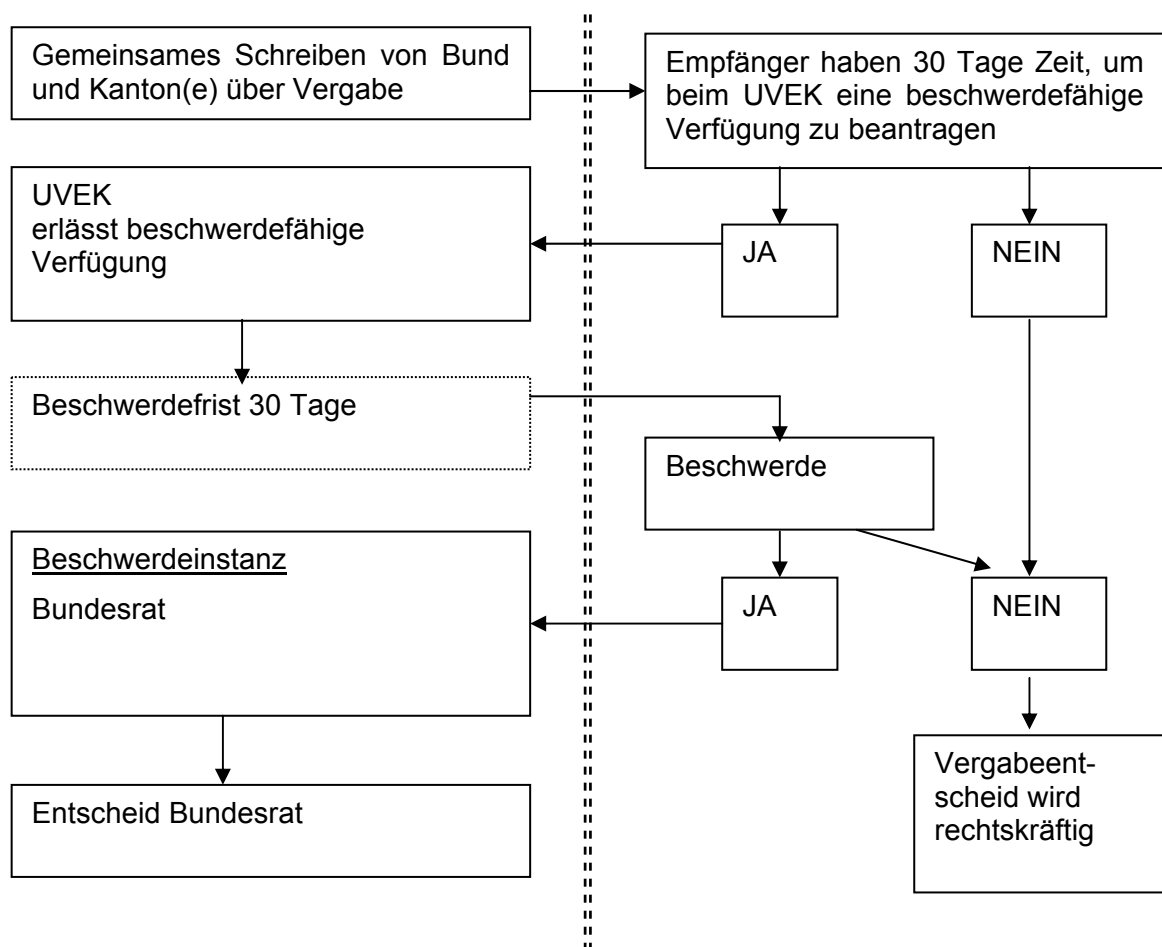 Gemeinsames Schreiben von Bund
und Kanton(e) über Vergabe
Empfänger haben 30 Tage Zeit, um
beim UVEK eine beschwerdefähige
Verfügung zu beantragen
UVEK
erlässt beschwerdefähige
Verfügung
JA
NEIN
Beschwerdefrist 30 Tage
Beschwerde
Beschwerdeinstanz
Bundesrat
JA
NEIN
Entscheid Bundesrat
Vergabeent-
scheid wird
rechtskräftig